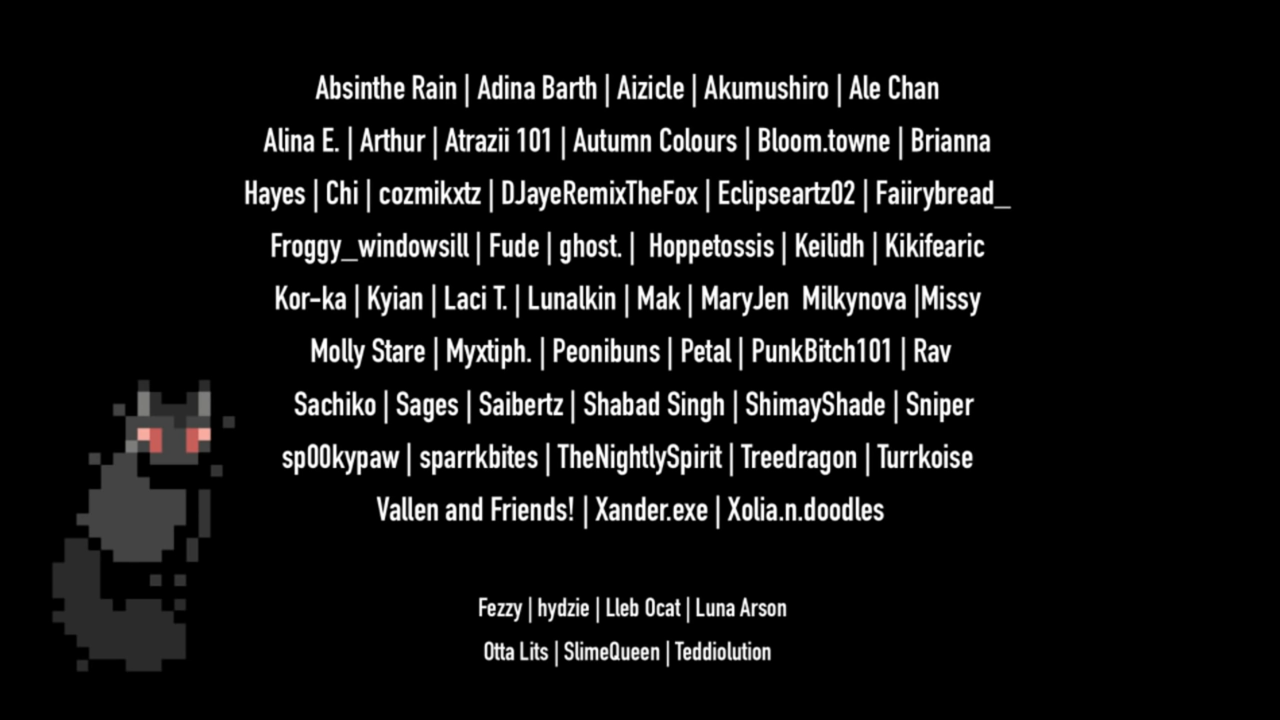 Absinthe Rain | Adina Barth | Aizicle | Akumushiro | Ale Chan
Alina E. | Arthur | Atrazii 101 | Autumn Colours | Bloom.towne | Brianna
Hayes | Chi | cozmikxtz | DJayeRemixTheFox | Eclipseartz02 | Faiirybread_
Froggy_windowsill | Fude | ghost. | Hoppetossis | Keilidh | Kikifearic
Kor-ka | Kyian | Laci T. | Lunalkin | Mak | MaryJen Milkynova |Missy
Molly Stare | Myxtiph. | Peonibuns | Petal | PunkBitch101 | Rav
Sachiko | Sages | Saibertz | Shabad Singh | ShimayShade | Sniper
sp00kypaw | sparrkbites | TheNightlySpirit | Treedragon | Turrkoise
Vallen and Friends! | Xander.exe | Xolia.n.doodles
Fezzy | hydzie | Lleb Ocat | Luna Arson
Otta Lits | SlimeQueen | Teddiolution